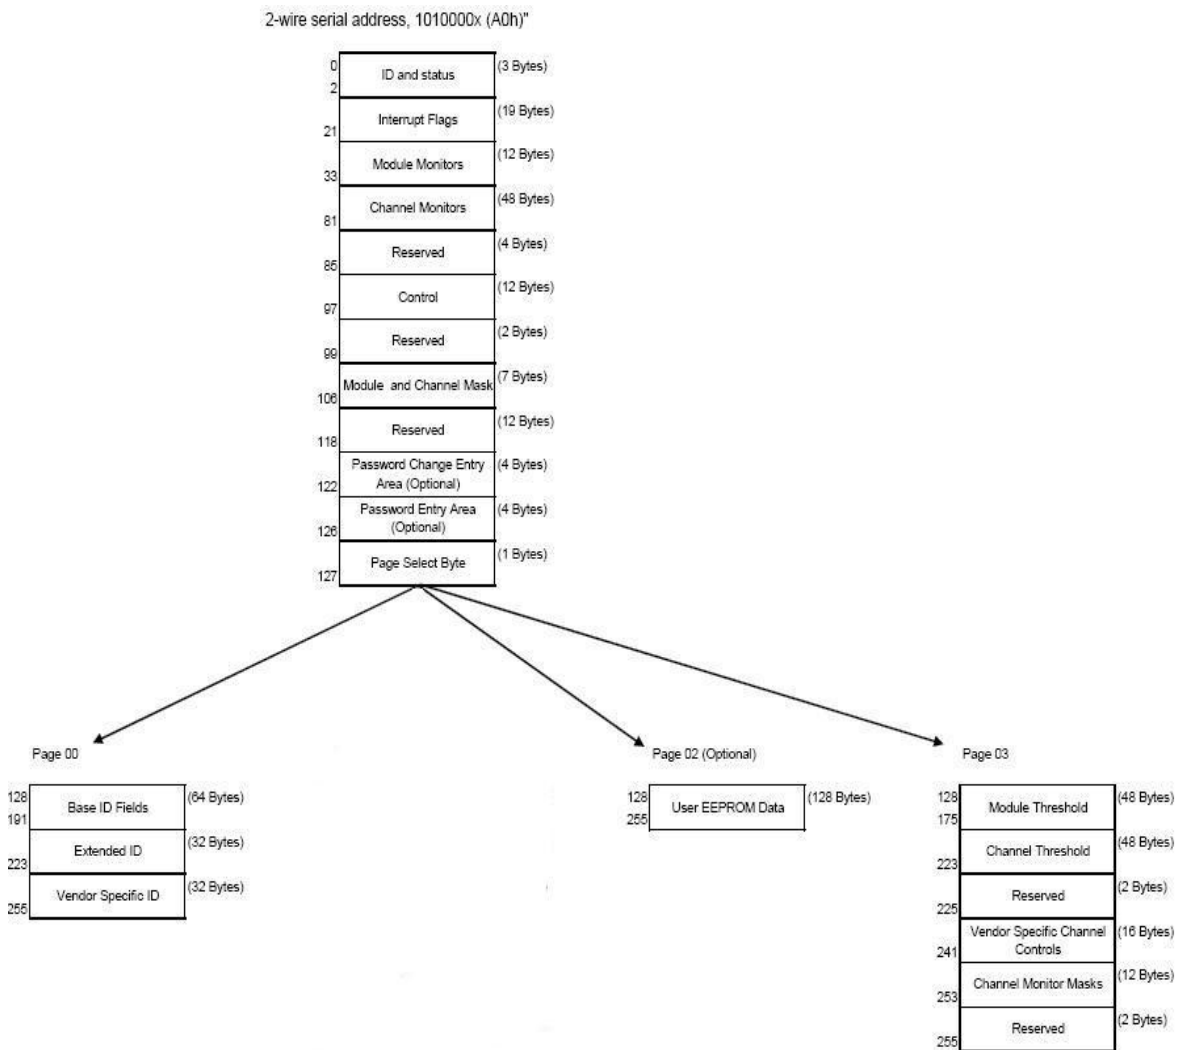 2-wire serial address, 1010000x (A0h)"
0
ID and status
(3 Bytes)
2
Interrupt Flags
(19 Bytes)
21
Module Monitors
(12 Bytes)
33
Channel Monitors
(48 Bytes)
81
Reserved
(4 Bytes)
85
Control
(12 Bytes)
97
Reserved
(2 Bytes)
99
Module and Channel Mask
(7 Bytes)
106
Reserved
(12 Bytes)
118
Password Change Entry
Area (Optional)
(4 Bytes)
122
Password Entry Area
(Optional)
(4 Bytes)
126
Page Select Byte
(1 Bytes)
127
Page 00
128
Base ID Fields
(64 Bytes)
191
Extended ID
(32 Bytes)
223
Vendor Specific ID
(32 Bytes)
255
Page 02 (Optional)
128
User EEPROM Data
(128 Bytes)
255
Page 03
128
Module Threshold
(48 Bytes)
175
Channel Threshold
(48 Bytes)
223
Reserved
(2 Bytes)
225
Vendor Specific Channel
Controls
(16 Bytes)
241
Channel Monitor Masks
(12 Bytes)
253
Reserved
(2 Bytes)
255